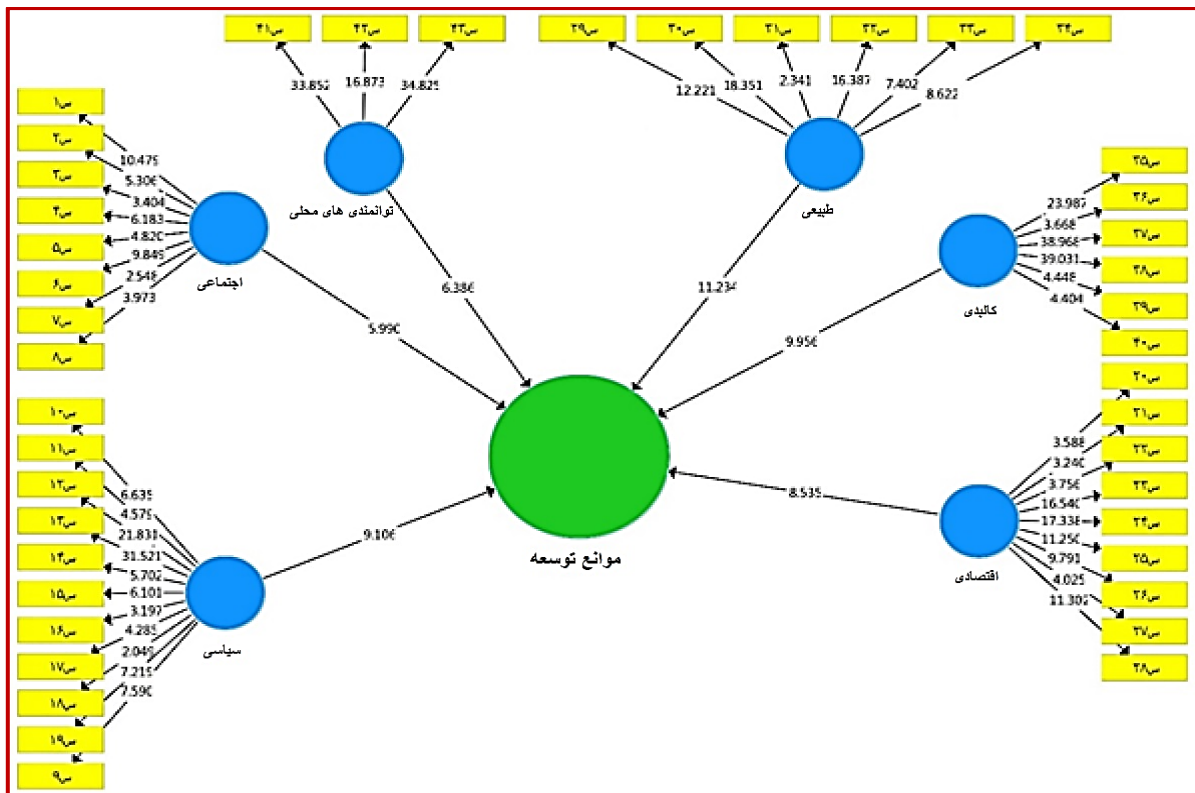 س۴۱
س۴۲
س۴۳
س۲۹
س۳۰
س۳۱
س۳۲
س۳۳
س۳۴
33.852
16.873
34.825
12.221
18.351
2.341
16.387
7.402
8.622
توانمندی های محلی
طبیعی
س۱
س۲
س۳
س۴
س۵
س۶
س۷
س۸
10.479
5.306
3.404
6.183
4.820
9.849
2.548
3.973
اجتماعی
س۳۵
س۳۶
س۳۷
س۳۸
س۳۹
س۴۰
23.987
3.668
38.968
39.031
4.448
4.404
کالبدی
6.386
11.234
5.990
9.956
9.106
8.535
موانع توسعه
س۱۰
س۱۱
س۱۲
س۱۳
س۱۴
س۱۵
س۱۶
س۱۷
س۱۸
س۱۹
س۹
6.635
4.579
21.831
31.521
5.702
6.101
3.197
4.285
2.049
7.219
7.590
سیاسی
س۲۰
س۲۱
س۲۲
س۲۳
س۲۴
س۲۵
س۲۶
س۲۷
س۲۸
3.588
3.240
3.756
16.540
17.338
11.250
9.791
4.025
11.302
اقتصادی